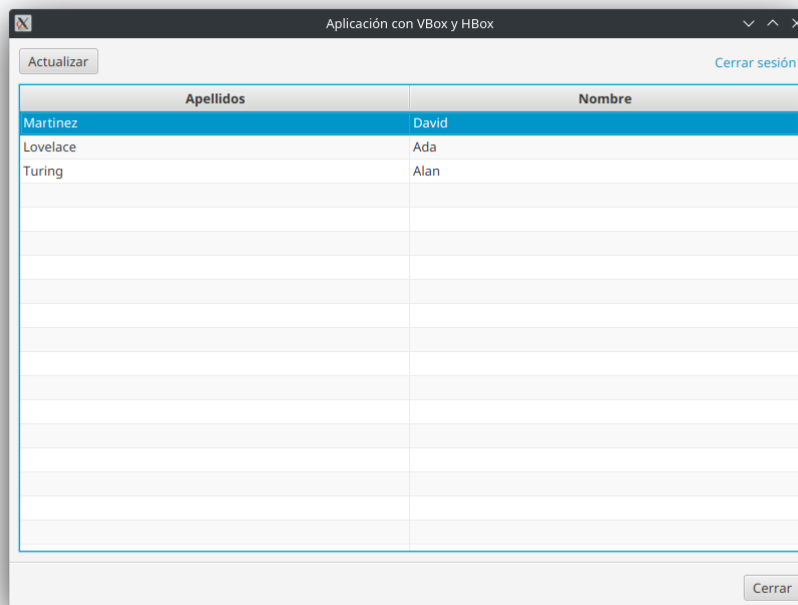 Aplicación con VBox y HBox
Actualizar
Cerrar sesión
Apellidos Nombre
Martinez David
Lovelace Ada
Turing Alan
Cerrar